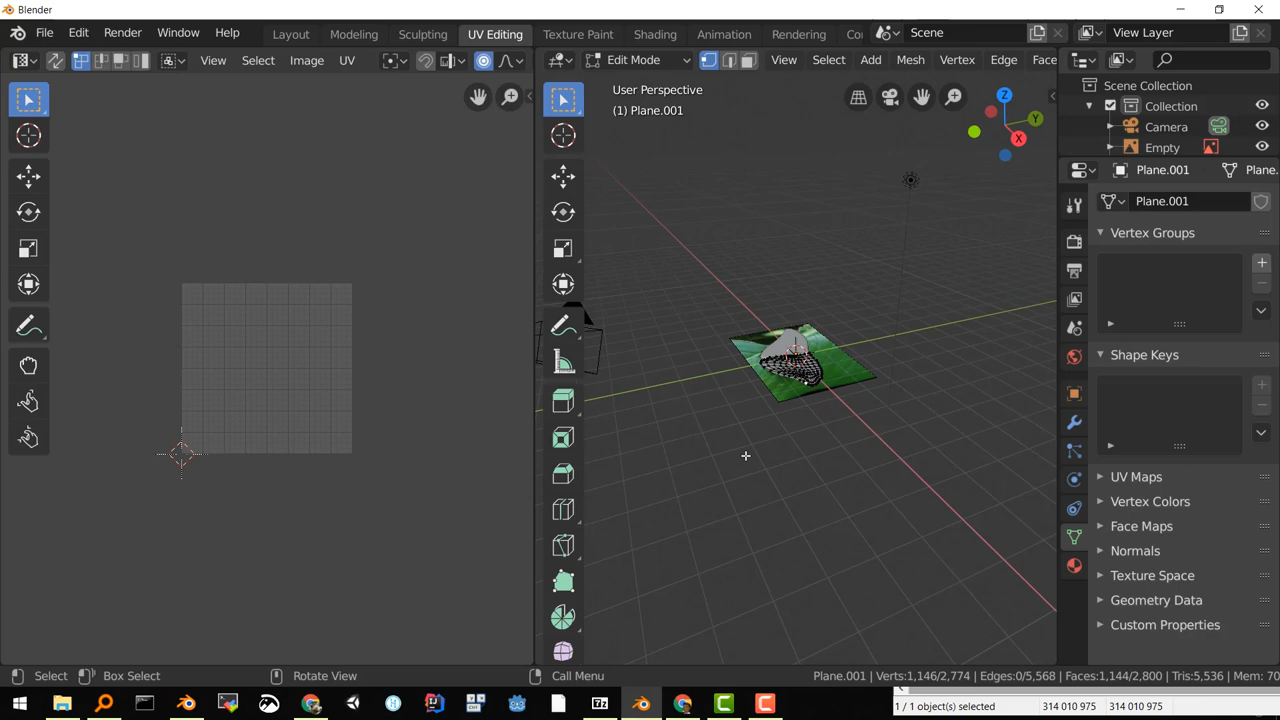 Blender
File Edit Render Window Help Layout Modeling Sculpting UV Editing Texture Paint Shading Animation Rendering Co Scene View Layer
View Select Image UV Edit Mode View Select Add Mesh Vertex Edge Face
User Perspective
(1) Plane.001
Z
Y
X
Scene Collection
Collection
Camera
Empty
Plane.001 Plane.
Plane.001
Vertex Groups
Shape Keys
UV Maps
Vertex Colors
Face Maps
Normals
Texture Space
Geometry Data
Custom Properties
Select Box Select Rotate View Call Menu Plane.001 | Verts:1,146/2,774 | Edges:0/5,568 | Faces:1,144/2,800 | Tris:5,536 | Mem: 70
1 / 1 object(s) selected 314 010 975 314 010 975